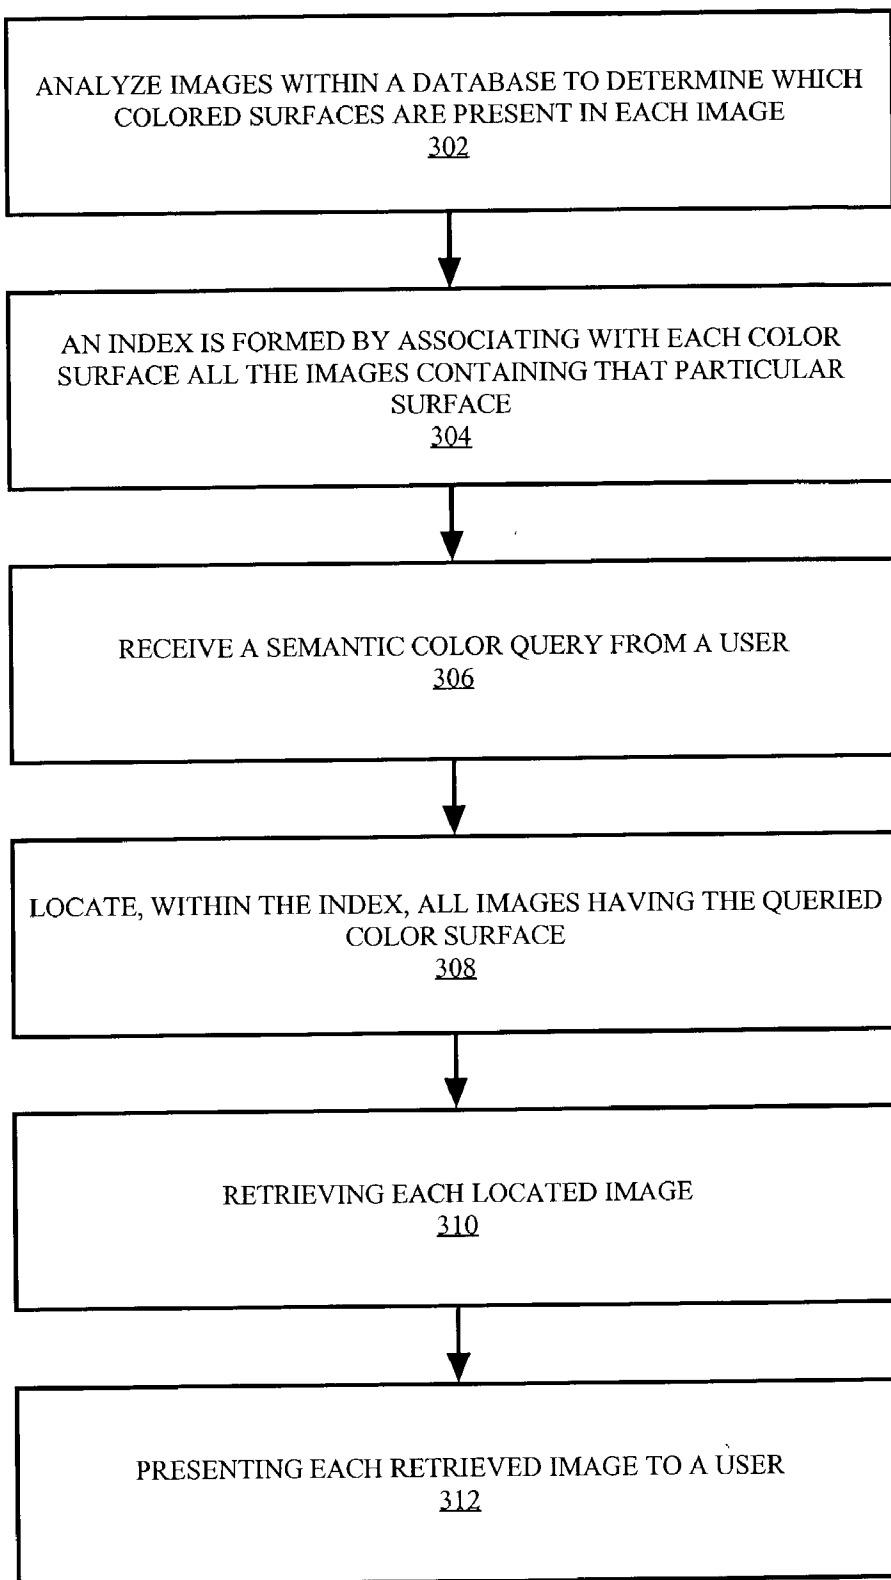 ANALYZE IMAGES WITHIN A DATABASE TO DETERMINE WHICH
COLORED SURFACES ARE PRESENT IN EACH IMAGE
302
AN INDEX IS FORMED BY ASSOCIATING WITH EACH COLOR
SURFACE ALL THE IMAGES CONTAINING THAT PARTICULAR
SURFACE
304
RECEIVE A SEMANTIC COLOR QUERY FROM A USER
306
LOCATE, WITHIN THE INDEX, ALL IMAGES HAVING THE QUERIED
COLOR SURFACE
308
RETRIEVING EACH LOCATED IMAGE
310
PRESENTING EACH RETRIEVED IMAGE TO A USER
312